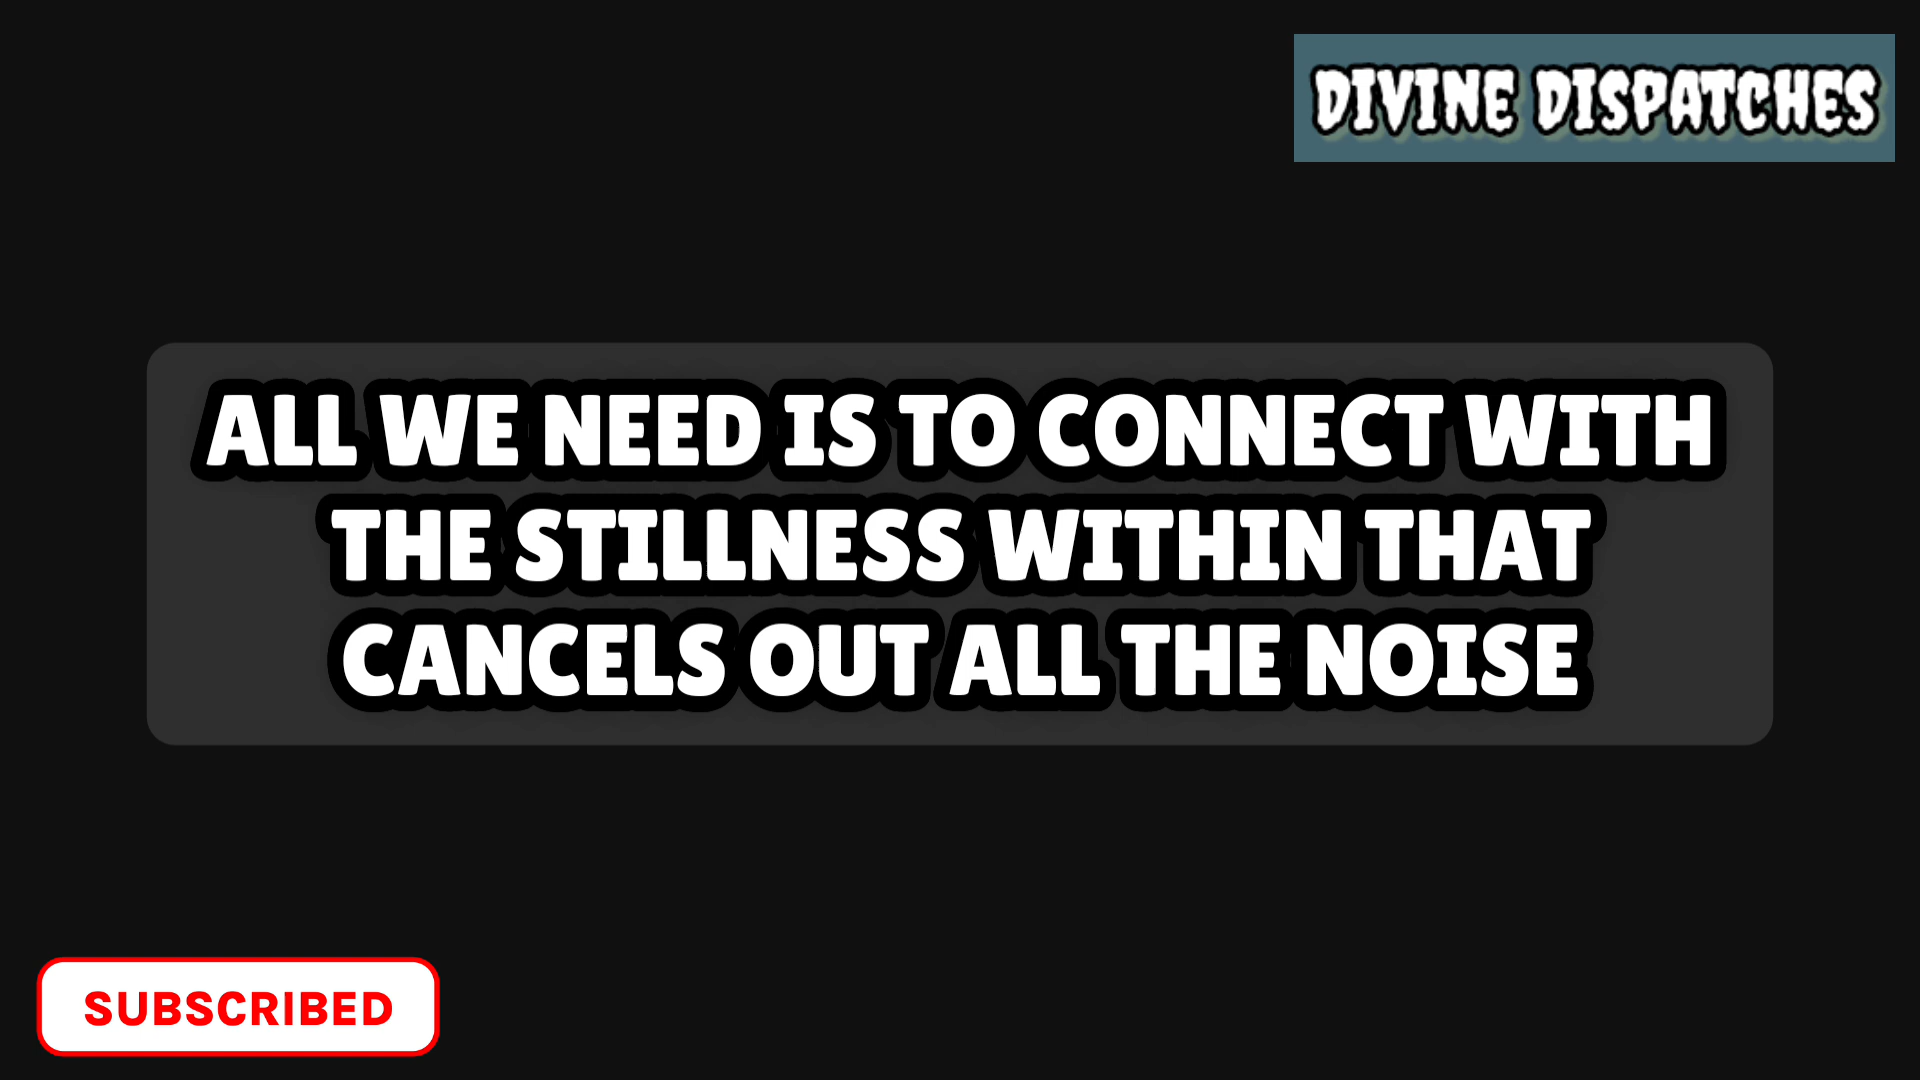 DIVINE DISPATCHES
ALL WE NEED IS TO CONNECT WITH
THE STILLNESS WITHIN THAT
CANCELS OUT ALL THE NOISE
SUBSCRIBED